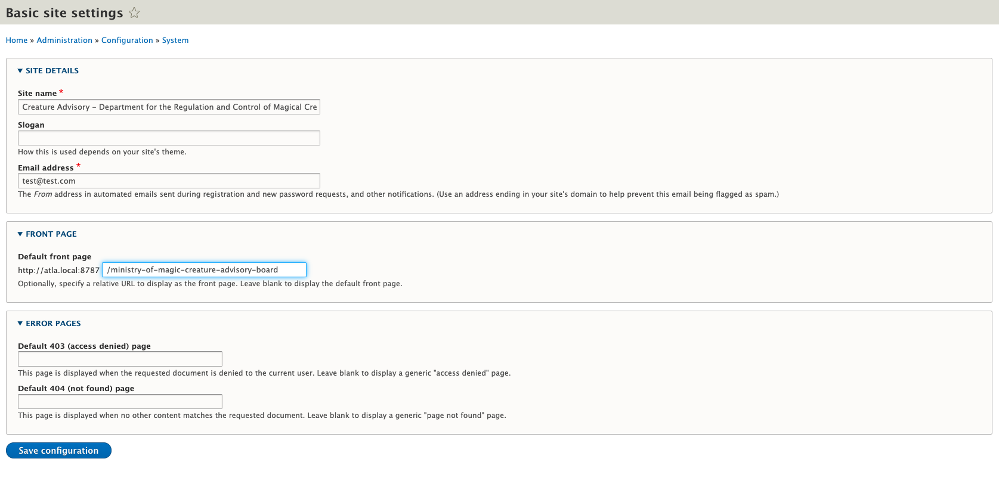 Basic site settings
Home » Administration » Configuration » System
SITE DETAILS
Site name *
Creature Advisory – Department for the Regulation and Control of Magical Cre
Slogan
How this is used depends on your site's theme.
Email address *
test@test.com
The From address in automated emails sent during registration and new password requests, and other notifications. (Use an address ending in your site's domain to help prevent this email being flagged as spam.)
FRONT PAGE
Default front page
http://atla.local:8787 /ministry-of-magic-creature-advisory-board
Optionally, specify a relative URL to display as the front page. Leave blank to display the default front page.
ERROR PAGES
Default 403 (access denied) page
This page is displayed when the requested document is denied to the current user. Leave blank to display a generic "access denied" page.
Default 404 (not found) page
This page is displayed when no other content matches the requested document. Leave blank to display a generic "page not found" page.
Save configuration